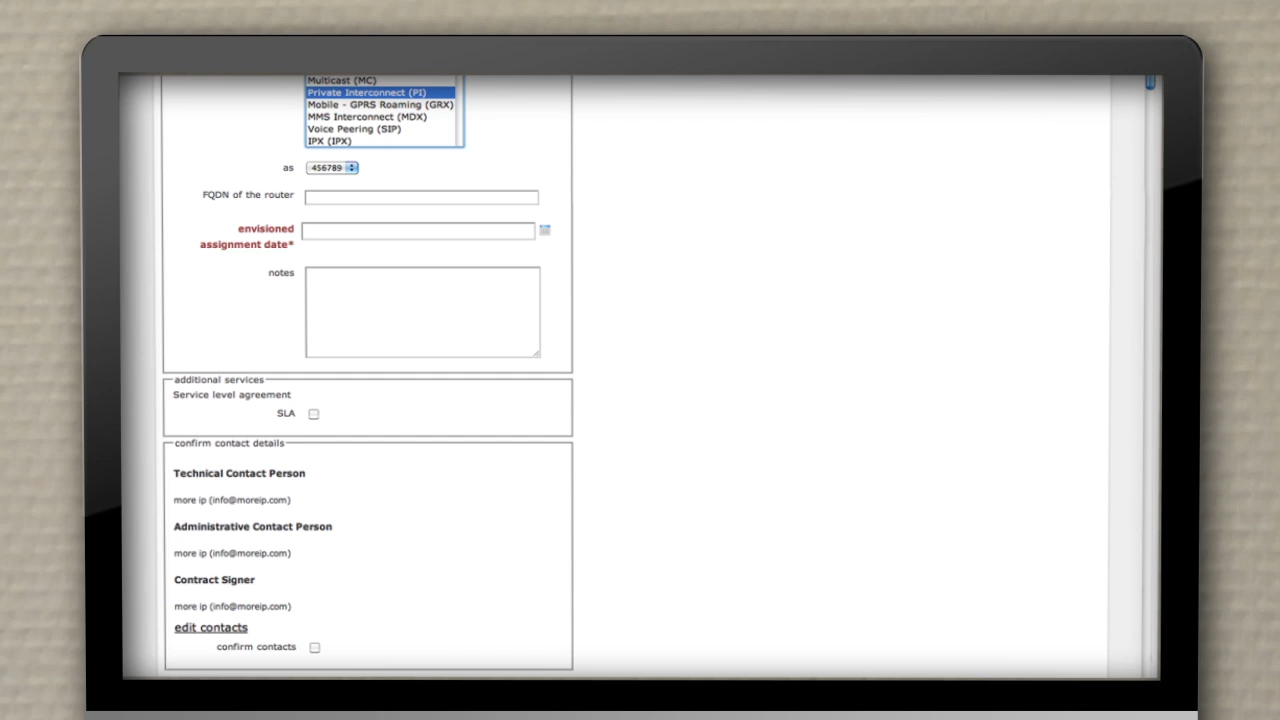 Multicast (MC)
Private Interconnect (PI)
Mobile - GPRS Roaming (GRX)
MMS Interconnect (MDX)
Voice Peering (SIP)
IPX (IPX)
as 456789
FQDN of the router
envisioned
assignment date*
notes
additional services
Service level agreement
SLA
confirm contact details
Technical Contact Person
more ip (info@moreip.com)
Administrative Contact Person
more ip (info@moreip.com)
Contract Signer
more ip (info@moreip.com)
edit contacts
confirm contacts